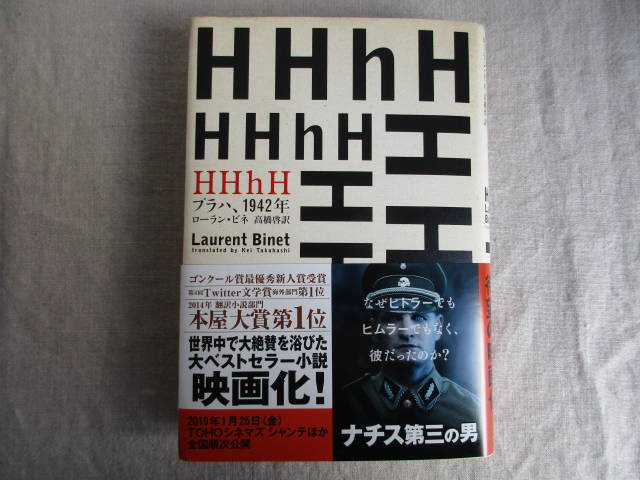 HHhH
HHhH
HHhH
プラハ、1942年
ローラン・ビネ 高橋啓訳
Laurent Binet
translated by Kei Takahashi
ゴンクール賞最優秀新人賞受賞
第4回Twitter文学賞海外部門第1位
2014年 翻訳小説部門
本屋大賞第1位
世界中で大絶賛を浴びた
大ベストセラー小説
映画化!
2019年1月25日(金)
TOHOシネマズ シャンテほか
全国順次公開
なぜヒトラーでも
ヒムラーでもなく、
彼だったのか?
ナチス第三の男